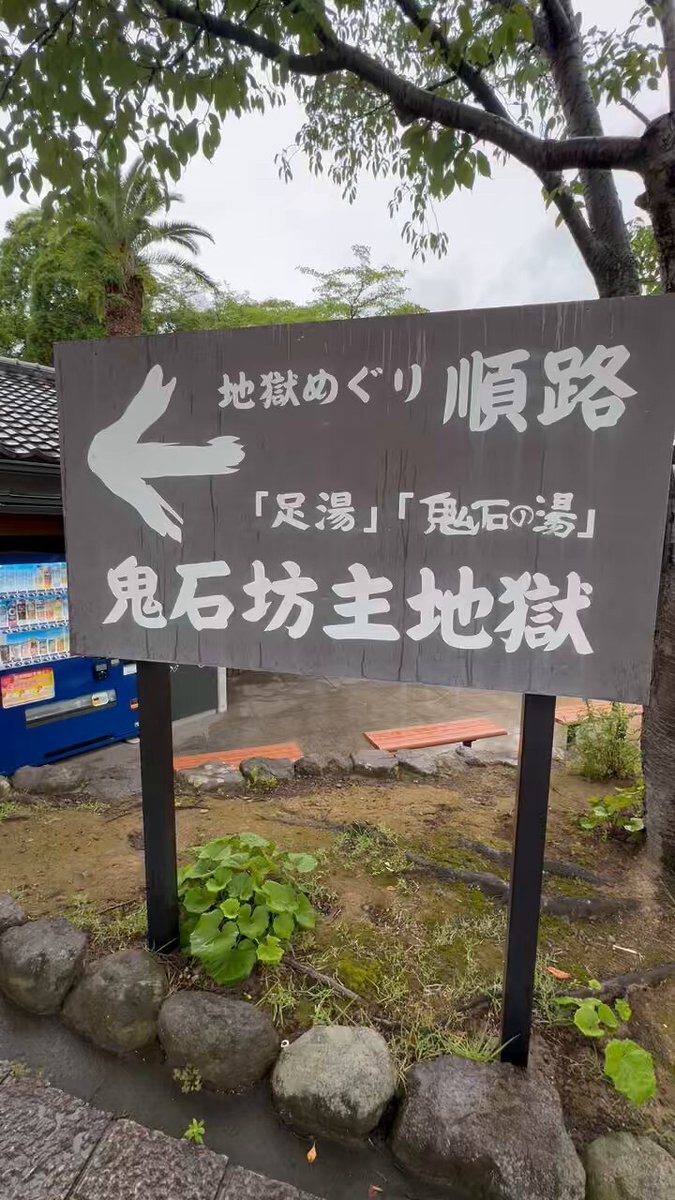 地獄めぐり 順路
「足湯」「鬼石の湯」
鬼石坊主地獄